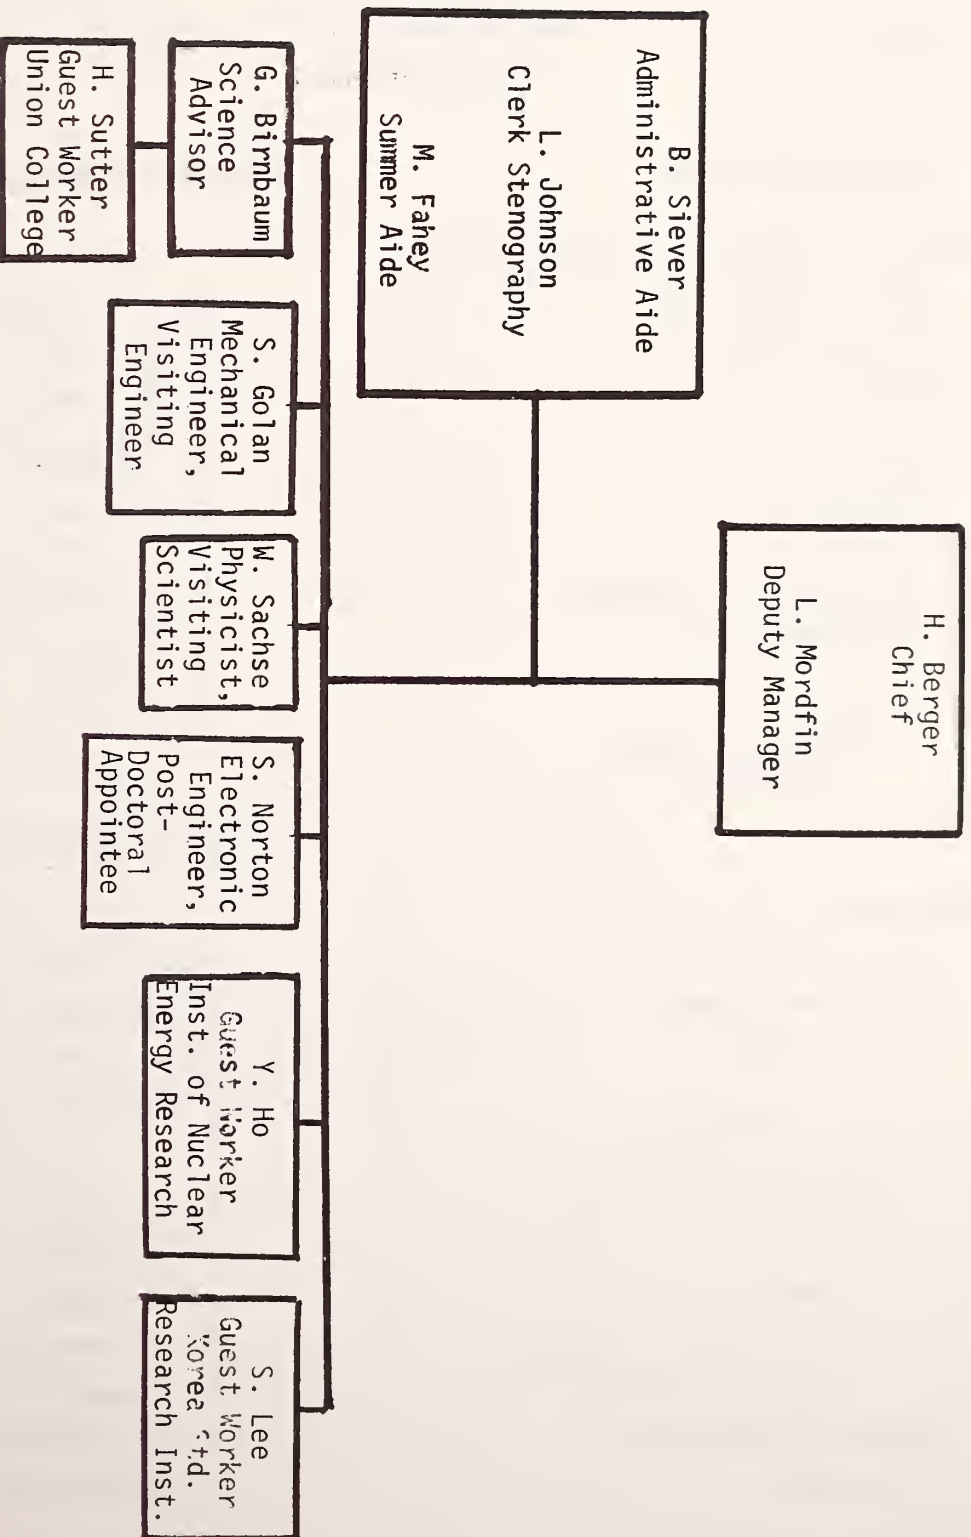 H. Berger
Chief
L. Mordfin
Deputy Manager
B. Siever
Administrative Aide
L. Johnson
Clerk Stenography
M. Fahey
Summer Aide
G. Birnbaum
Science
Advisor
H. Sutter
Guest Worker
Union College
S. Golan
Mechanical
Engineer,
Visiting
Engineer
W. Sachse
Physicist,
Visiting
Scientist
S. Norton
Electronic
Engineer,
Post-
Doctoral
Appointee
Y. Ho
Guest Worker
Inst. of Nuclear
Energy Research
S. Lee
Guest Worker
Korea Std.
Research Inst.